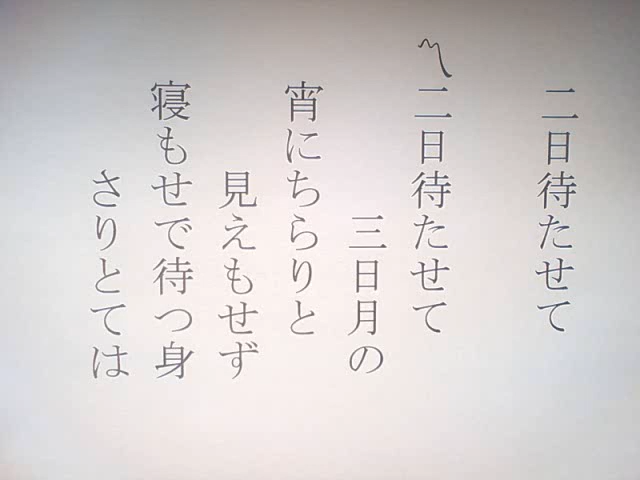 二日待たせて
〽二日待たせて
三日月の
宵にちらりと
見えもせず
寝もせで待つ身
さりとては